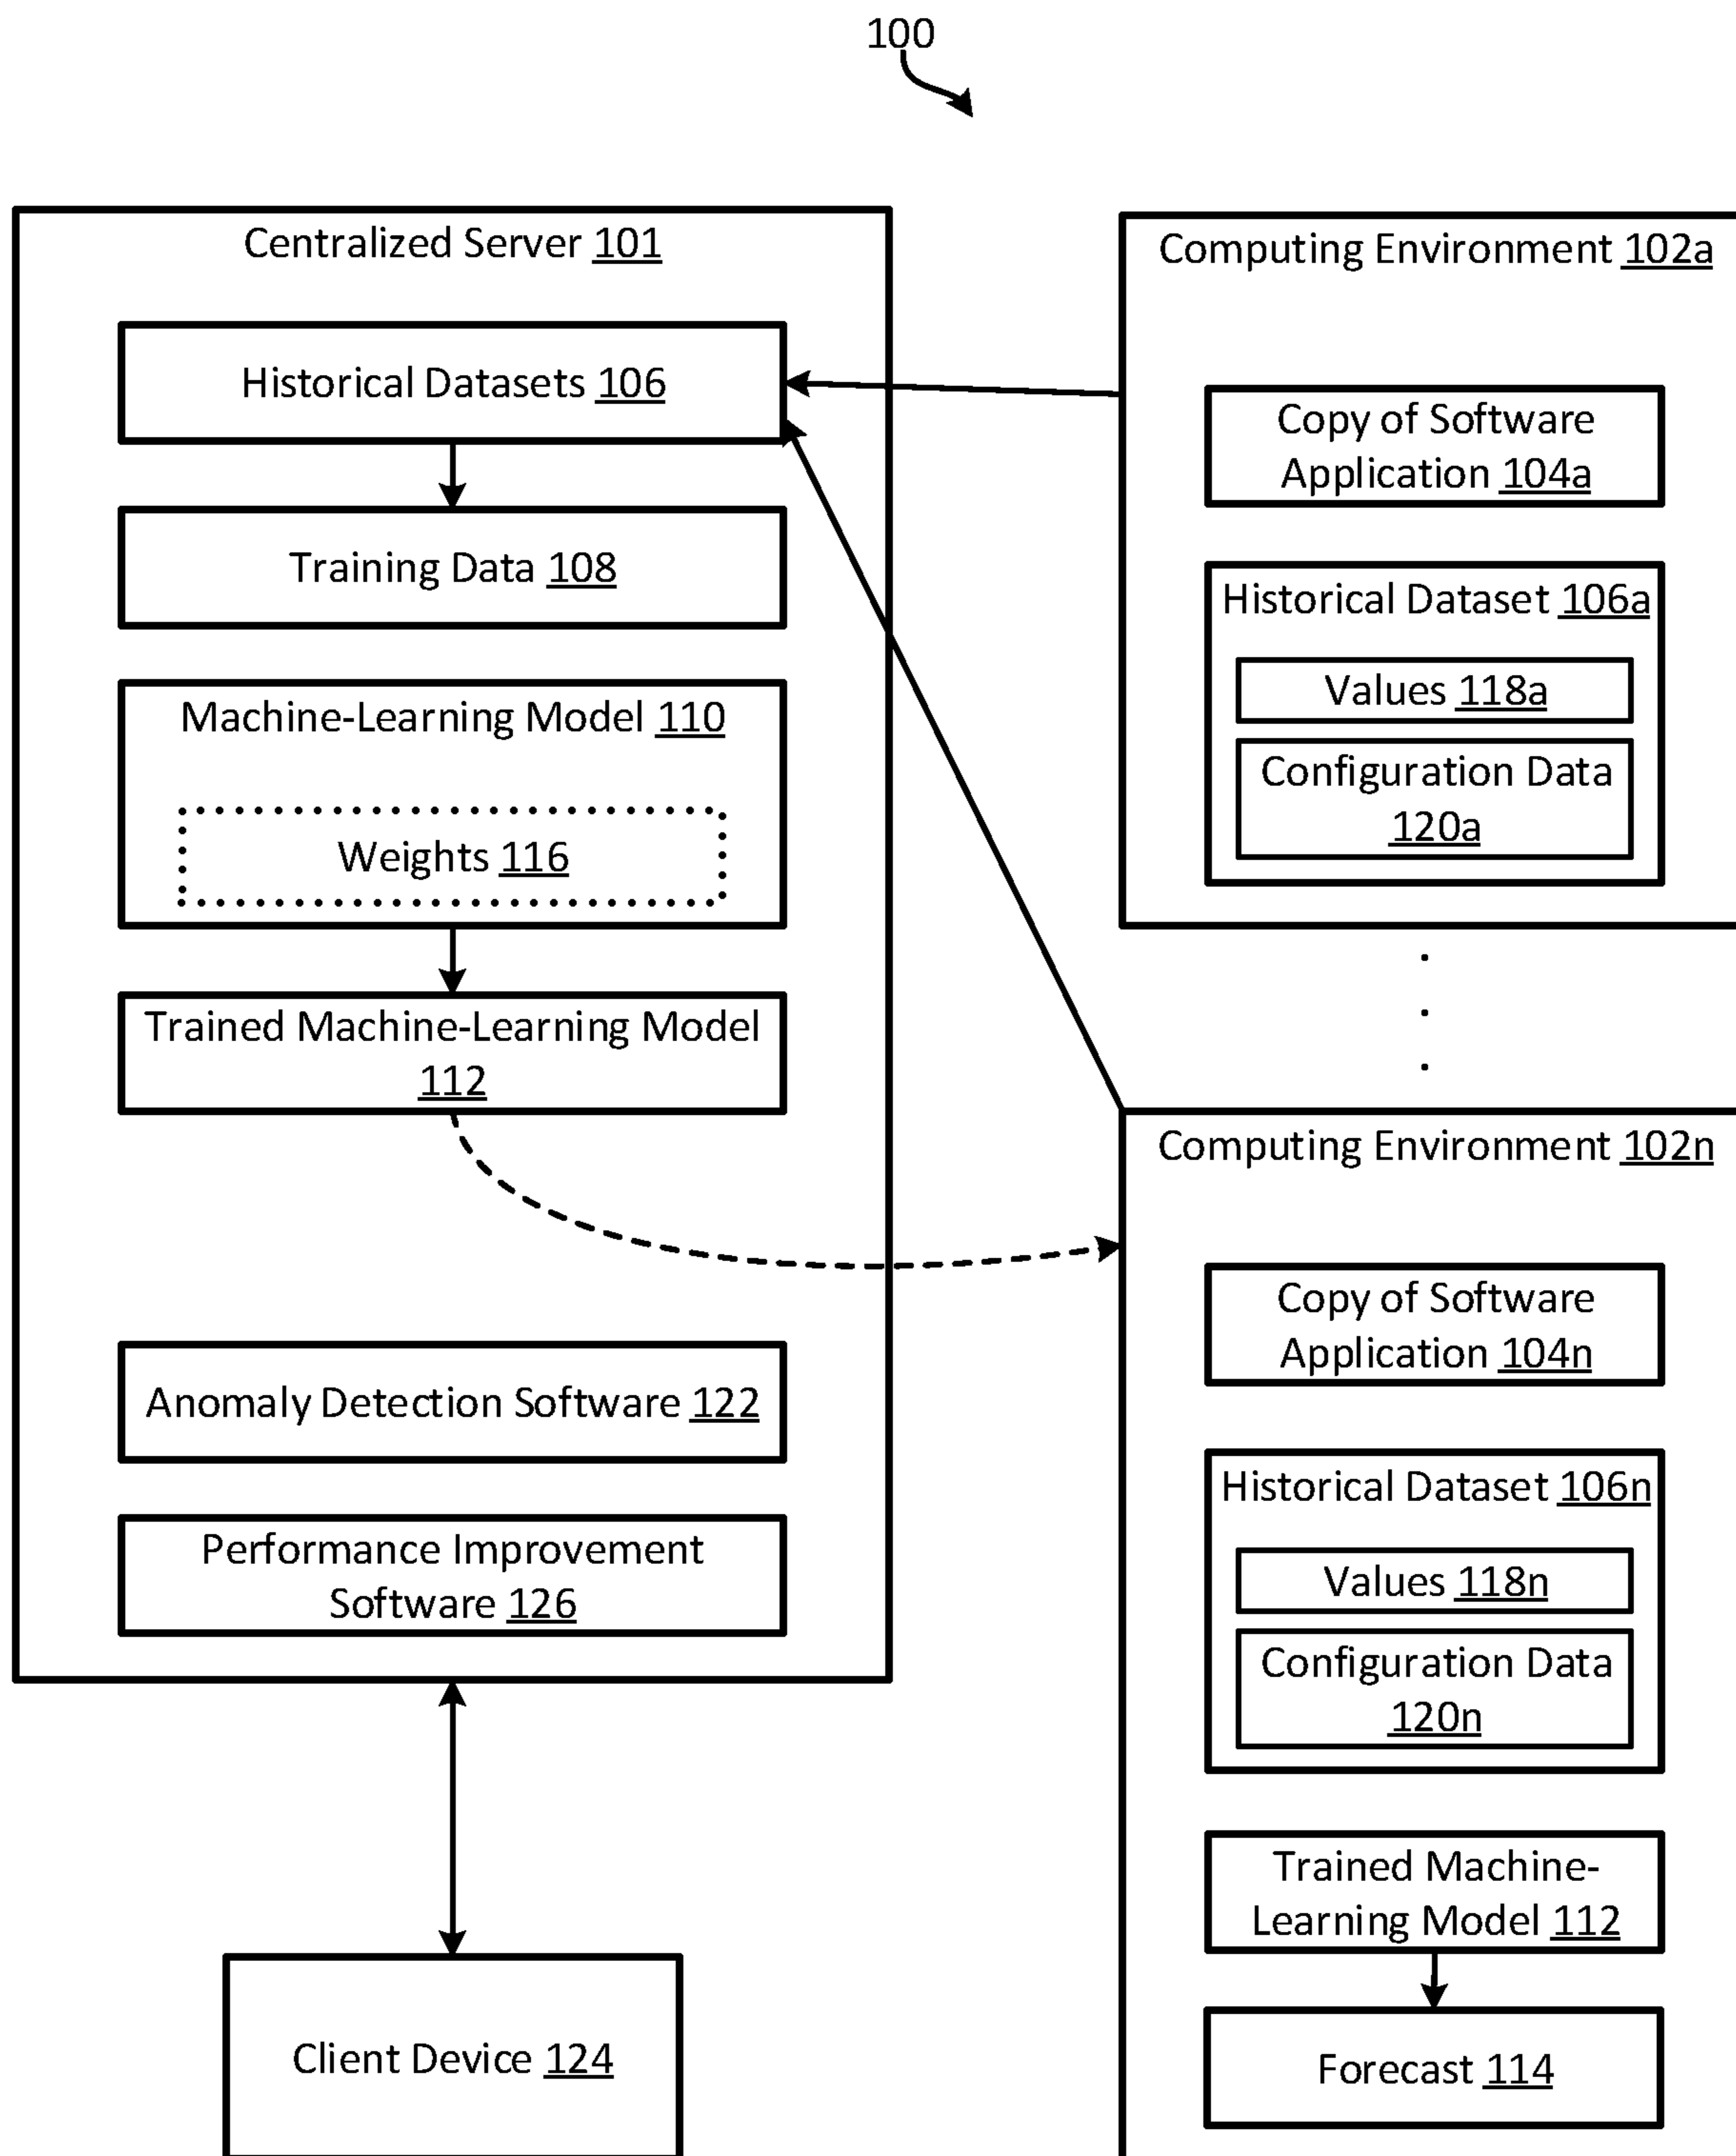 100
Centralized Server 101
Historical Datasets 106
Training Data 108
Machine-Learning Model 110
Weights 116
Trained Machine-Learning Model
112
Anomaly Detection Software 122
Performance Improvement
Software 126
Client Device 124
Computing Environment 102a
Copy of Software
Application 104a
Historical Dataset 106a
Values 118a
Configuration Data
120a
Computing Environment 102n
Copy of Software
Application 104n
Historical Dataset 106n
Values 118n
Configuration Data
120n
Trained Machine-
Learning Model 112
Forecast 114